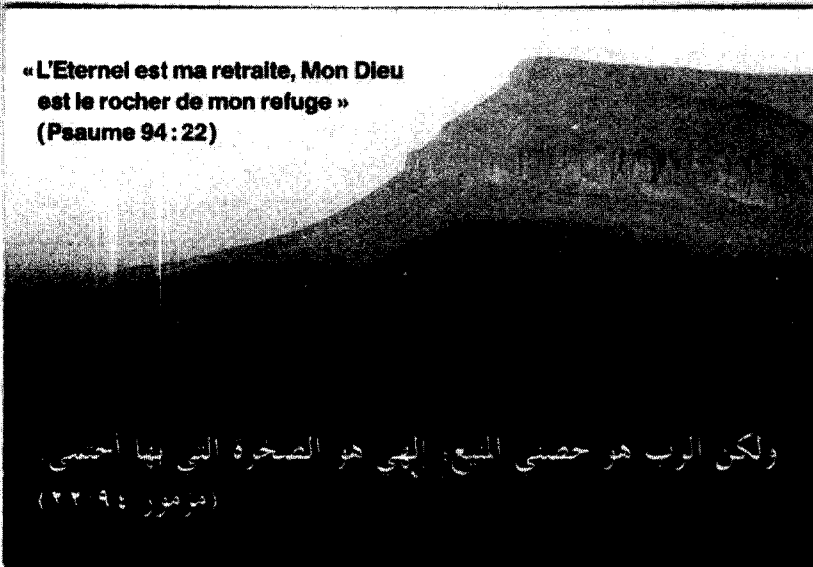 «L'Eternel est ma retraite, Mon Dieu
est le rocher de mon refuge»
(Psaume 94:22)
ولكن الرب هو حصني المنيع، إلهي هو الصخرة التي بها أحتمي.
(مزمور ٩٤: ٢٢)